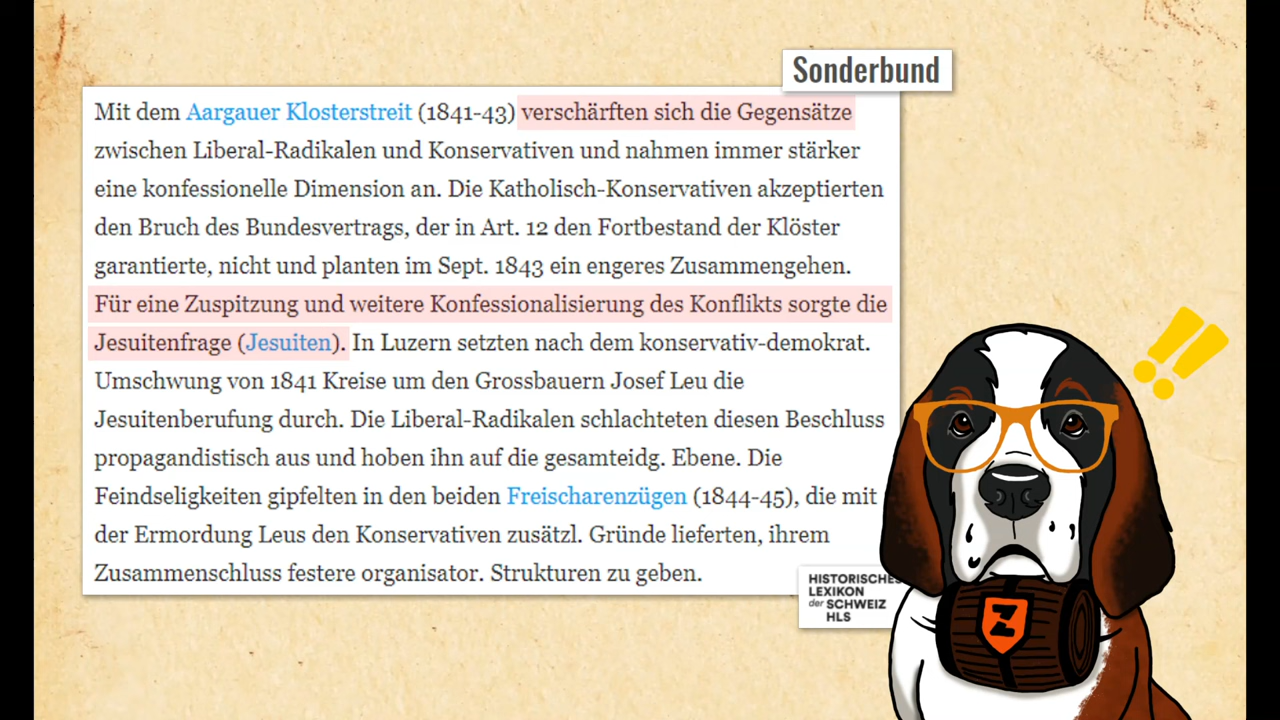 Sonderbund
Mit dem Aargauer Klosterstreit (1841-43) verschärften sich die Gegensätze
zwischen Liberal-Radikalen und Konservativen und nahmen immer stärker
eine konfessionelle Dimension an. Die Katholisch-Konservativen akzeptierten
den Bruch des Bundesvertrags, der in Art. 12 den Fortbestand der Klöster
garantierte, nicht und planten im Sept. 1843 ein engeres Zusammengehen.
Für eine Zuspitzung und weitere Konfessionalisierung des Konflikts sorgte die
Jesuitenfrage (Jesuiten). In Luzern setzten nach dem konservativ-demokrat.
Umschwung von 1841 Kreise um den Grossbauern Josef Leu die
Jesuitenberufung durch. Die Liberal-Radikalen schlachteten diesen Beschluss
propagandistisch aus und hoben ihn auf die gesamteidg. Ebene. Die
Feindseligkeiten gipfelten in den beiden Freischarenzügen (1844-45), die mit
der Ermordung Leus den Konservativen zusätzl. Gründe lieferten, ihrem
Zusammenschluss festere organisator. Strukturen zu geben.
HISTORISCHES
LEXIKON
der SCHWEIZ
HLS
Z